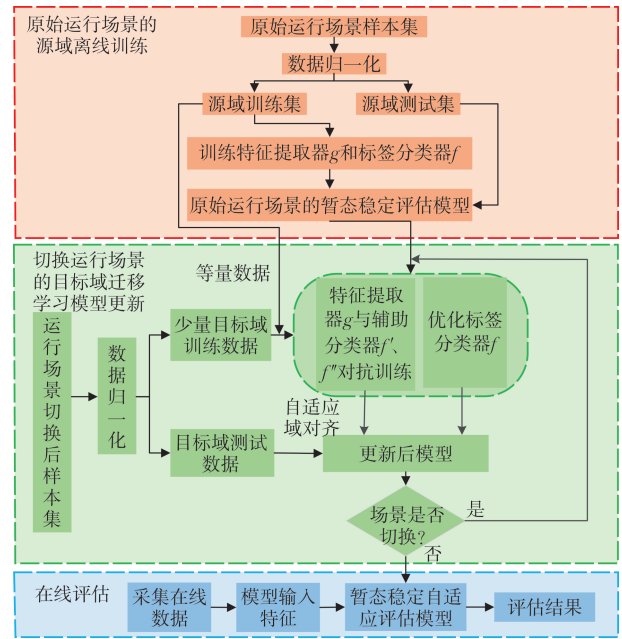 原始运行场景的
源域离线训练
原始运行场景样本集
数据归一化
源域训练集
源域测试集
训练特征提取器g和标签分类器f
原始运行场景的暂态稳定评估模型
切换运行场景
的目标域迁移
学习模型更新
等量数据
运行场景切换后样本集
数据归一化
少量目标域
训练数据
特征提取
器g与辅助
分类器f′、
f″对抗训练
优化标签
分类器f
自适应
域对齐
目标域测试
数据
更新后模型
场景是否
切换?
是
否
在线评估
采集在线
数据
模型输入
特征
暂态稳定自适
应评估模型
评估结果